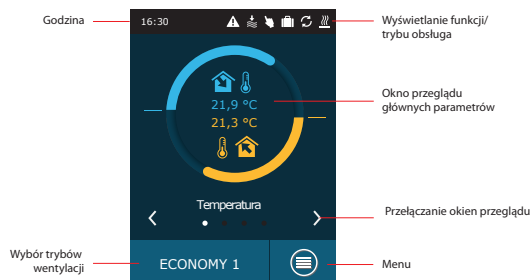 Godzina
16:30
Wyświetlanie funkcji/
trybu obsługa
Okno przeglądu
głównych parametrów
21,9 °C
21,3 °C
Temperatura
Przełączanie okien przeglądu
Wybór trybów
wentylacji
ECONOMY 1
Menu